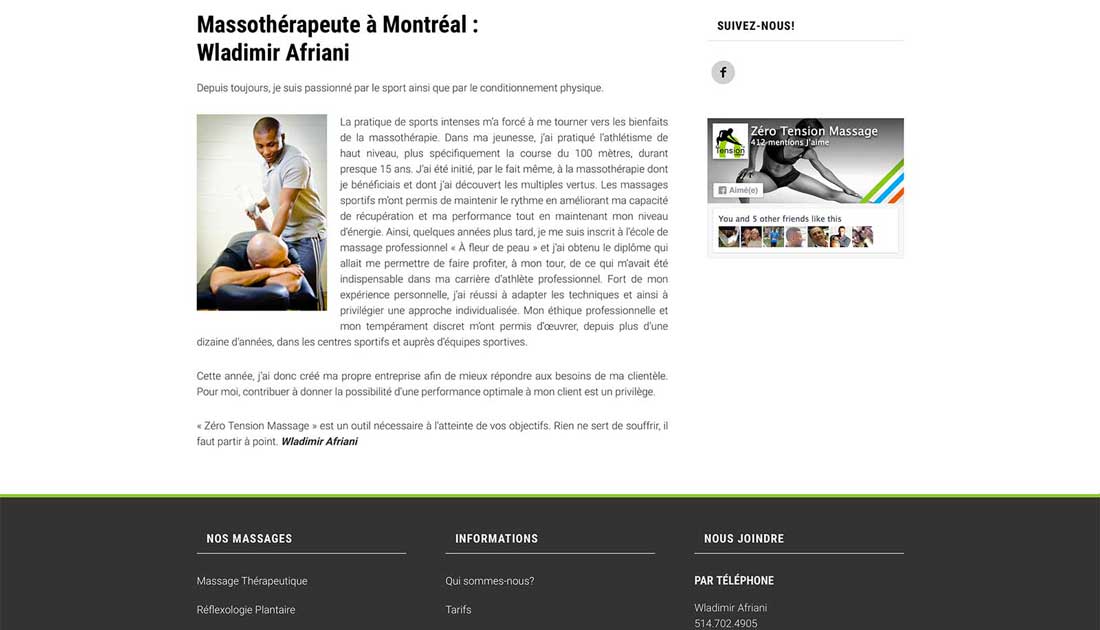 Massothérapeute à Montréal :
Wladimir Afriani
Depuis toujours, je suis passionné par le sport ainsi que par le conditionnement physique.
La pratique de sports intenses m'a forcé à me tourner vers les bienfaits
de la massothérapie. Dans ma jeunesse, j'ai pratiqué l'athlétisme de
haut niveau, plus spécifiquement la course du 100 mètres, durant
presque 15 ans. J'ai été initié, par le fait même, à la massothérapie dont
je bénéficiais et dont j'ai découvert les multiples vertus. Les massages
sportifs m'ont permis de maintenir le rythme en améliorant ma capacité
de récupération et ma performance tout en maintenant mon niveau
d'énergie. Ainsi, quelques années plus tard, je me suis inscrit à l'école de
massage professionnel « À fleur de peau » et j'ai obtenu le diplôme qui
allait me permettre de faire profiter, à mon tour, de ce qui m'avait été
indispensable dans ma carrière d'athlète professionnel. Fort de mon
expérience personnelle, j'ai réussi à adapter les techniques et ainsi à
privilégier une approche individualisée. Mon éthique professionnelle et
mon tempérament discret m'ont permis d'œuvrer, depuis plus d'une
dizaine d'années, dans les centres sportifs et auprès d'équipes sportives.
Cette année, j'ai donc créé ma propre entreprise afin de mieux répondre aux besoins de ma clientèle.
Pour moi, contribuer à donner la possibilité d'une performance optimale à mon client est un privilège.
« Zéro Tension Massage » est un outil nécessaire à l'atteinte de vos objectifs. Rien ne sert de souffrir, il
faut partir à point. Wladimir Afriani
SUIVEZ-NOUS!
Zéro Tension Massage
412 mentions J'aime
Tension
Aimé(e)
You and 5 other friends like this
NOS MASSAGES
Massage Thérapeutique
Réflexologie Plantaire
INFORMATIONS
Qui sommes-nous?
Tarifs
NOUS JOINDRE
PAR TÉLÉPHONE
Wladimir Afriani
514.702.4905